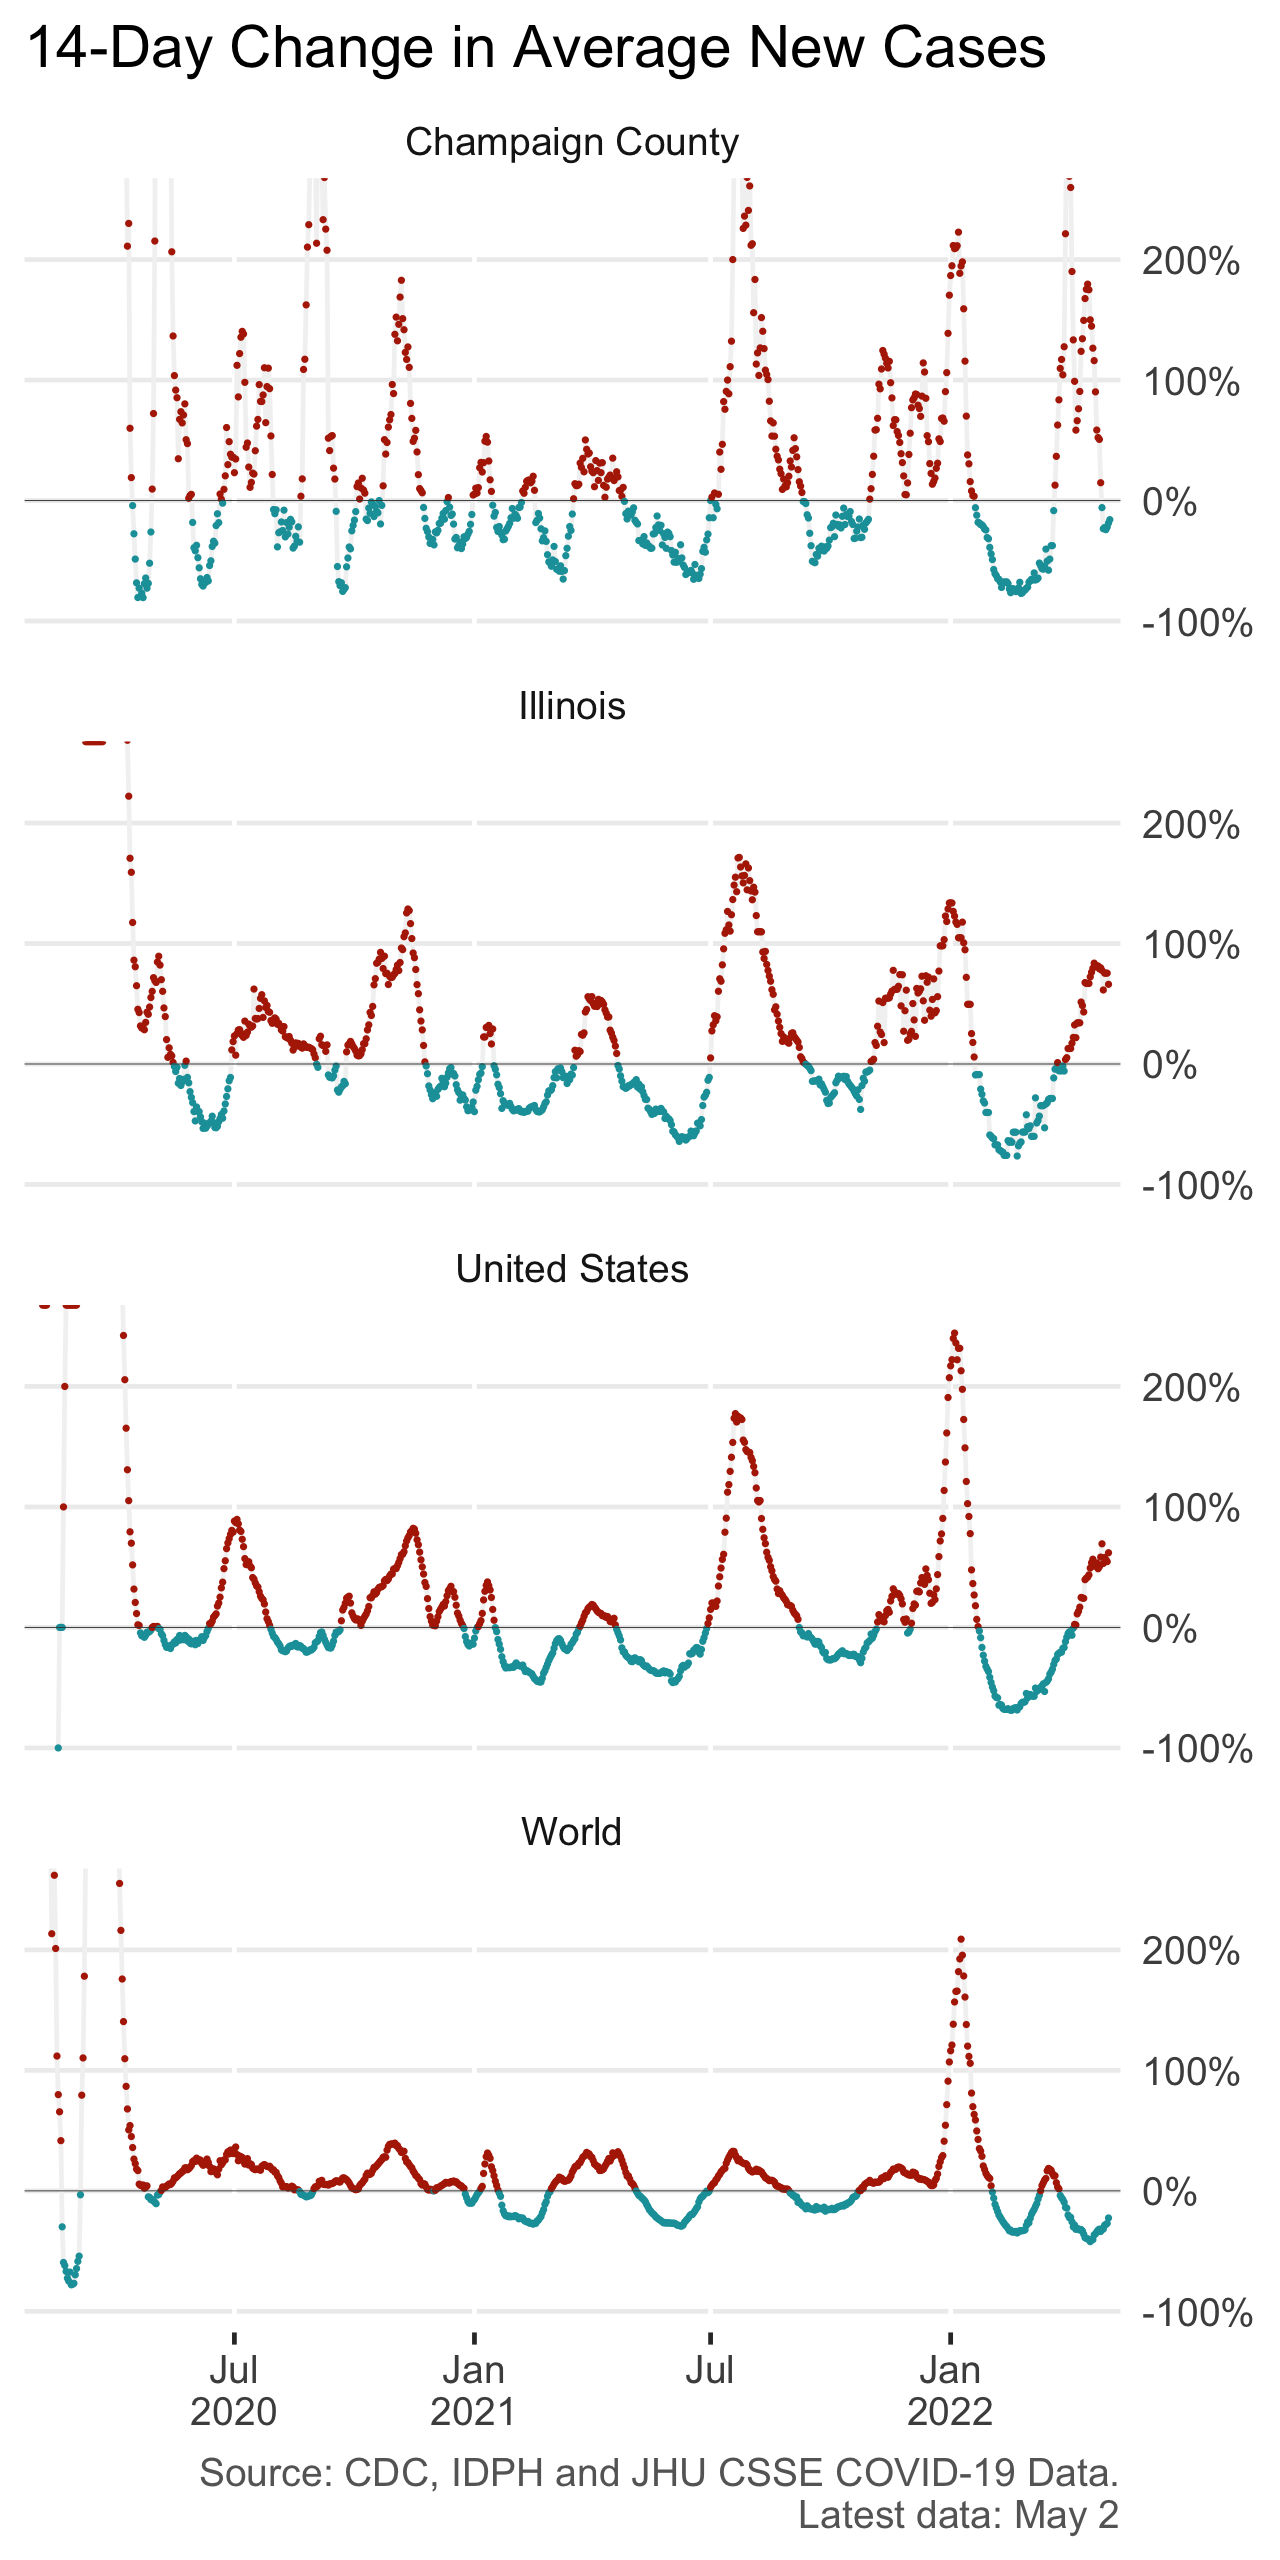 14-Day Change in Average New Cases
Champaign County
200%
100%
0%
-100%
Illinois
200%
100%
0%
-100%
United States
200%
100%
0%
-100%
World
200%
100%
0%
-100%
Jul Jan Jul Jan
2020 2021 2022
Source: CDC, IDPH and JHU CSSE COVID-19 Data.
Latest data: May 2